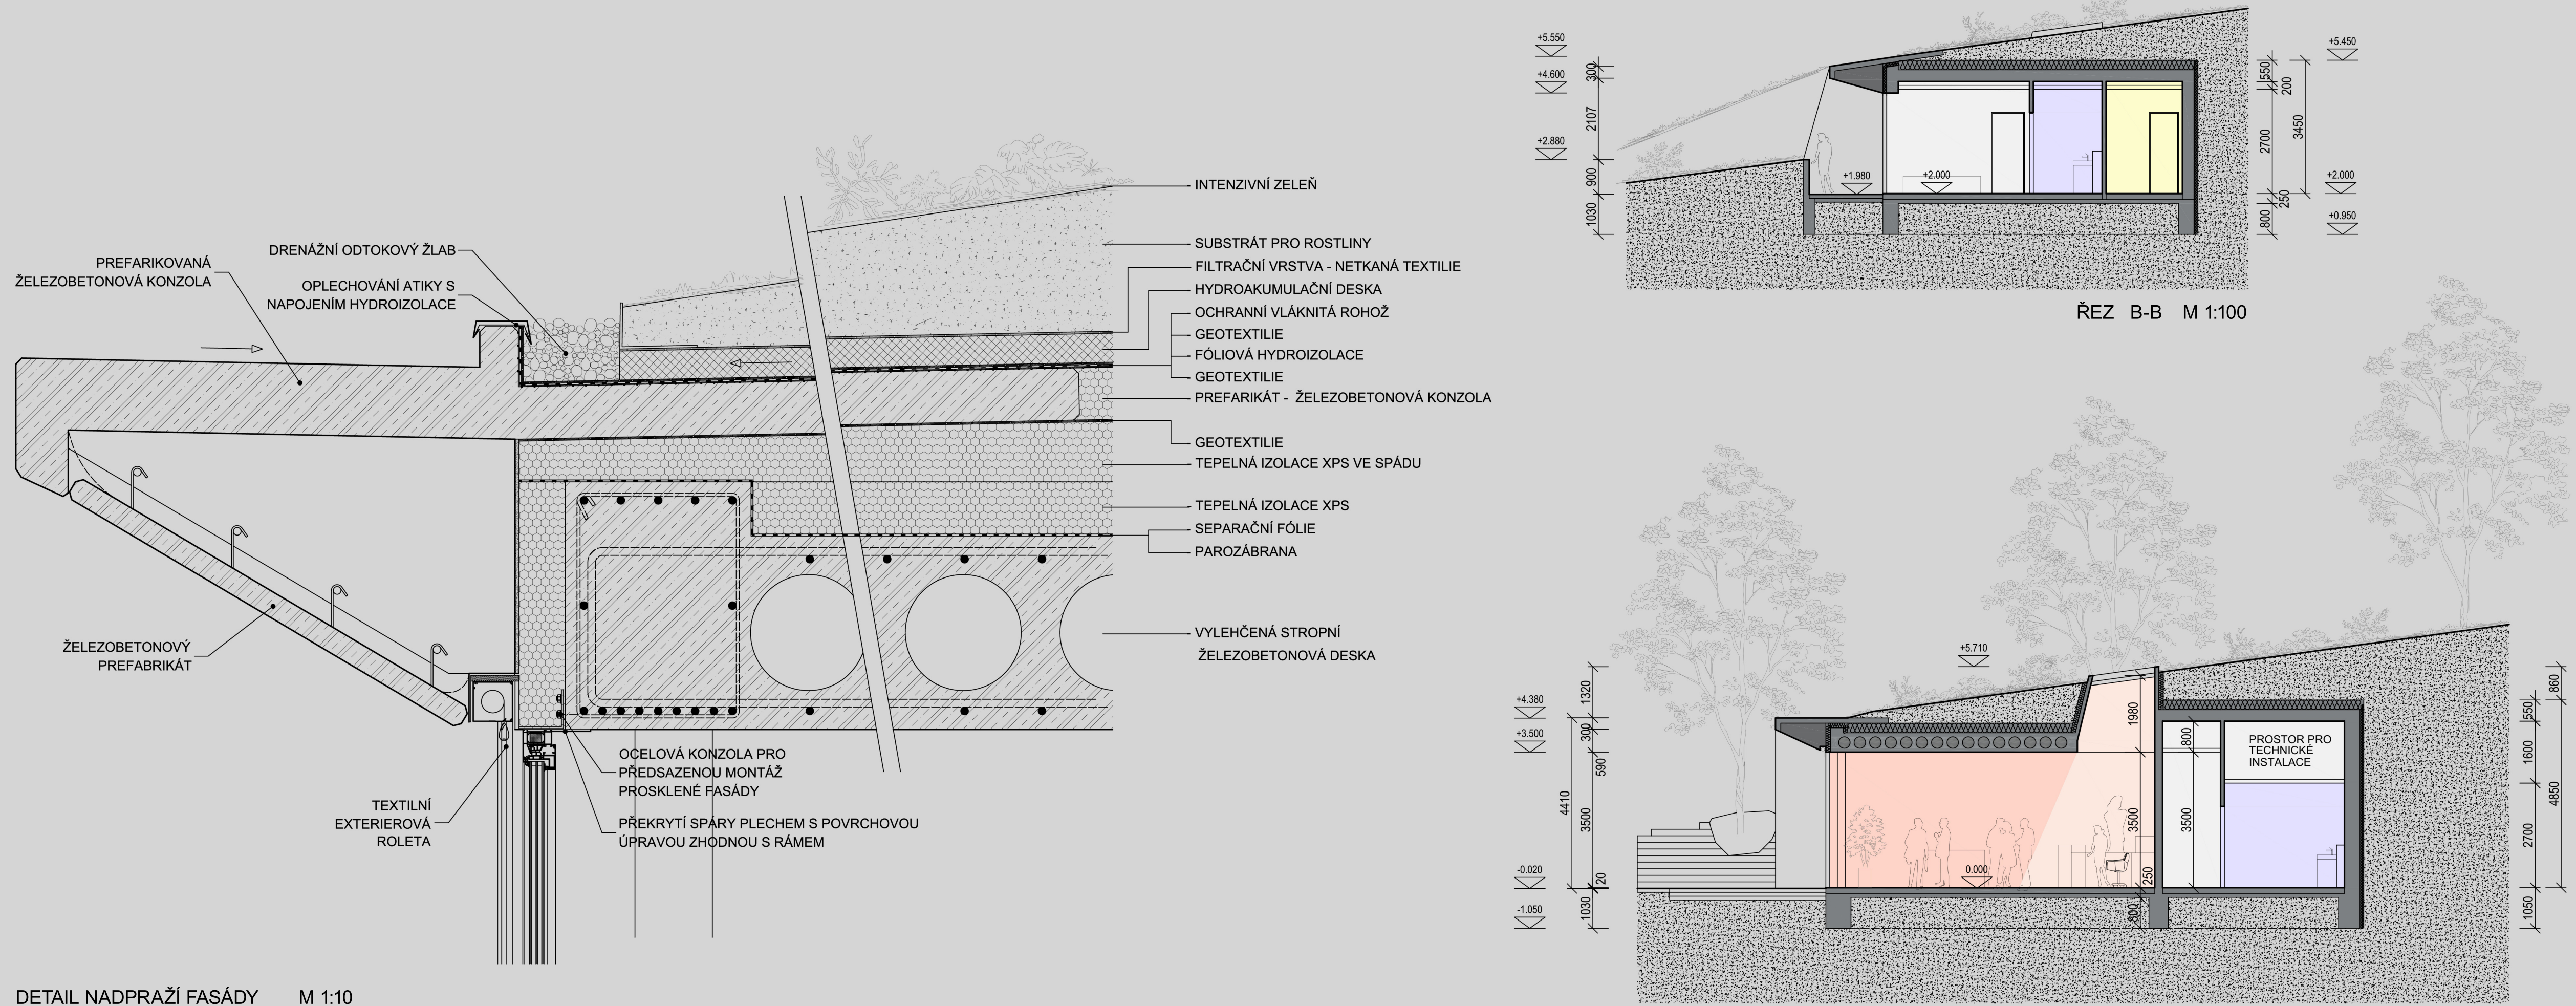 DRENÁŽNÍ ODTOKOVÝ ŽLAB
PREFARIKOVANÁ
ŽELEZOBETONOVÁ KONZOLA
OPLECHOVÁNÍ ATIKY S
NAPOJENÍM HYDROIZOLACE
ŽELEZOBETONOVÝ
PREFABRIKÁT
TEXTILNÍ
EXTERIEROVÁ
ROLETA
OCELOVÁ KONZOLA PRO
PŘEDSAZENOU MONTÁŽ
PROSKLENÉ FASÁDY
PŘEKRYTÍ SPÁRY PLECHEM S POVRCHOVOU
ÚPRAVOU ZHODNOU S RÁMEM
INTENZIVNÍ ZELEŇ
SUBSTRÁT PRO ROSTLINY
FILTRAČNÍ VRSTVA - NETKANÁ TEXTILIE
HYDROAKUMULAČNÍ DESKA
OCHRANNÍ VLÁKNITÁ ROHOŽ
GEOTEXTILIE
FÓLIOVÁ HYDROIZOLACE
GEOTEXTILIE
PREFARIKÁT - ŽELEZOBETONOVÁ KONZOLA
GEOTEXTILIE
TEPELNÁ IZOLACE XPS VE SPÁDU
TEPELNÁ IZOLACE XPS
SEPARAČNÍ FÓLIE
PAROZÁBRANA
VYLEHČENÁ STROPNÍ
ŽELEZOBETONOVÁ DESKA
DETAIL NADPRAŽÍ FASÁDY M 1:10
+5.550
+4.600
+2.880
300
2107
900
1030
+1.980
+2.000
550
200
2700
3450
250
800
+5.450
+2.000
+0.950
ŘEZ B-B M 1:100
+5.710
+4.380
+3.500
-0.020
-1.050
4410
1320
300
590
3500
20
1030
0.000
1980
3500
250
800
800
3500
PROSTOR PRO
TECHNICKÉ
INSTALACE
860
550
1600
2700
4850
1050